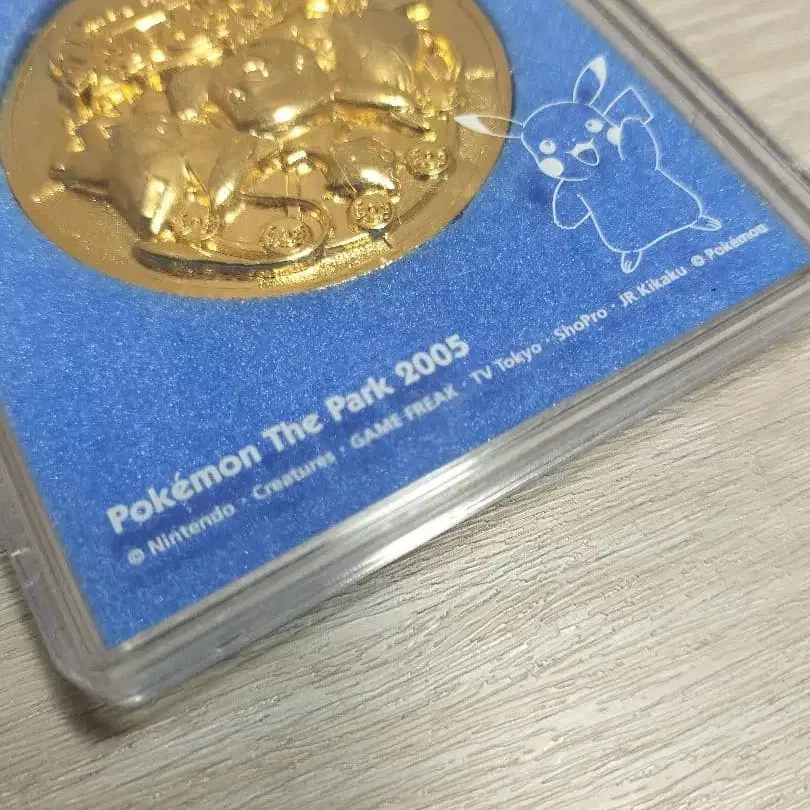 Pokémon The Park 2005
© Nintendo · Creatures · GAME FREAK · TV Tokyo · ShoPro · JR Kikaku © Pokémon